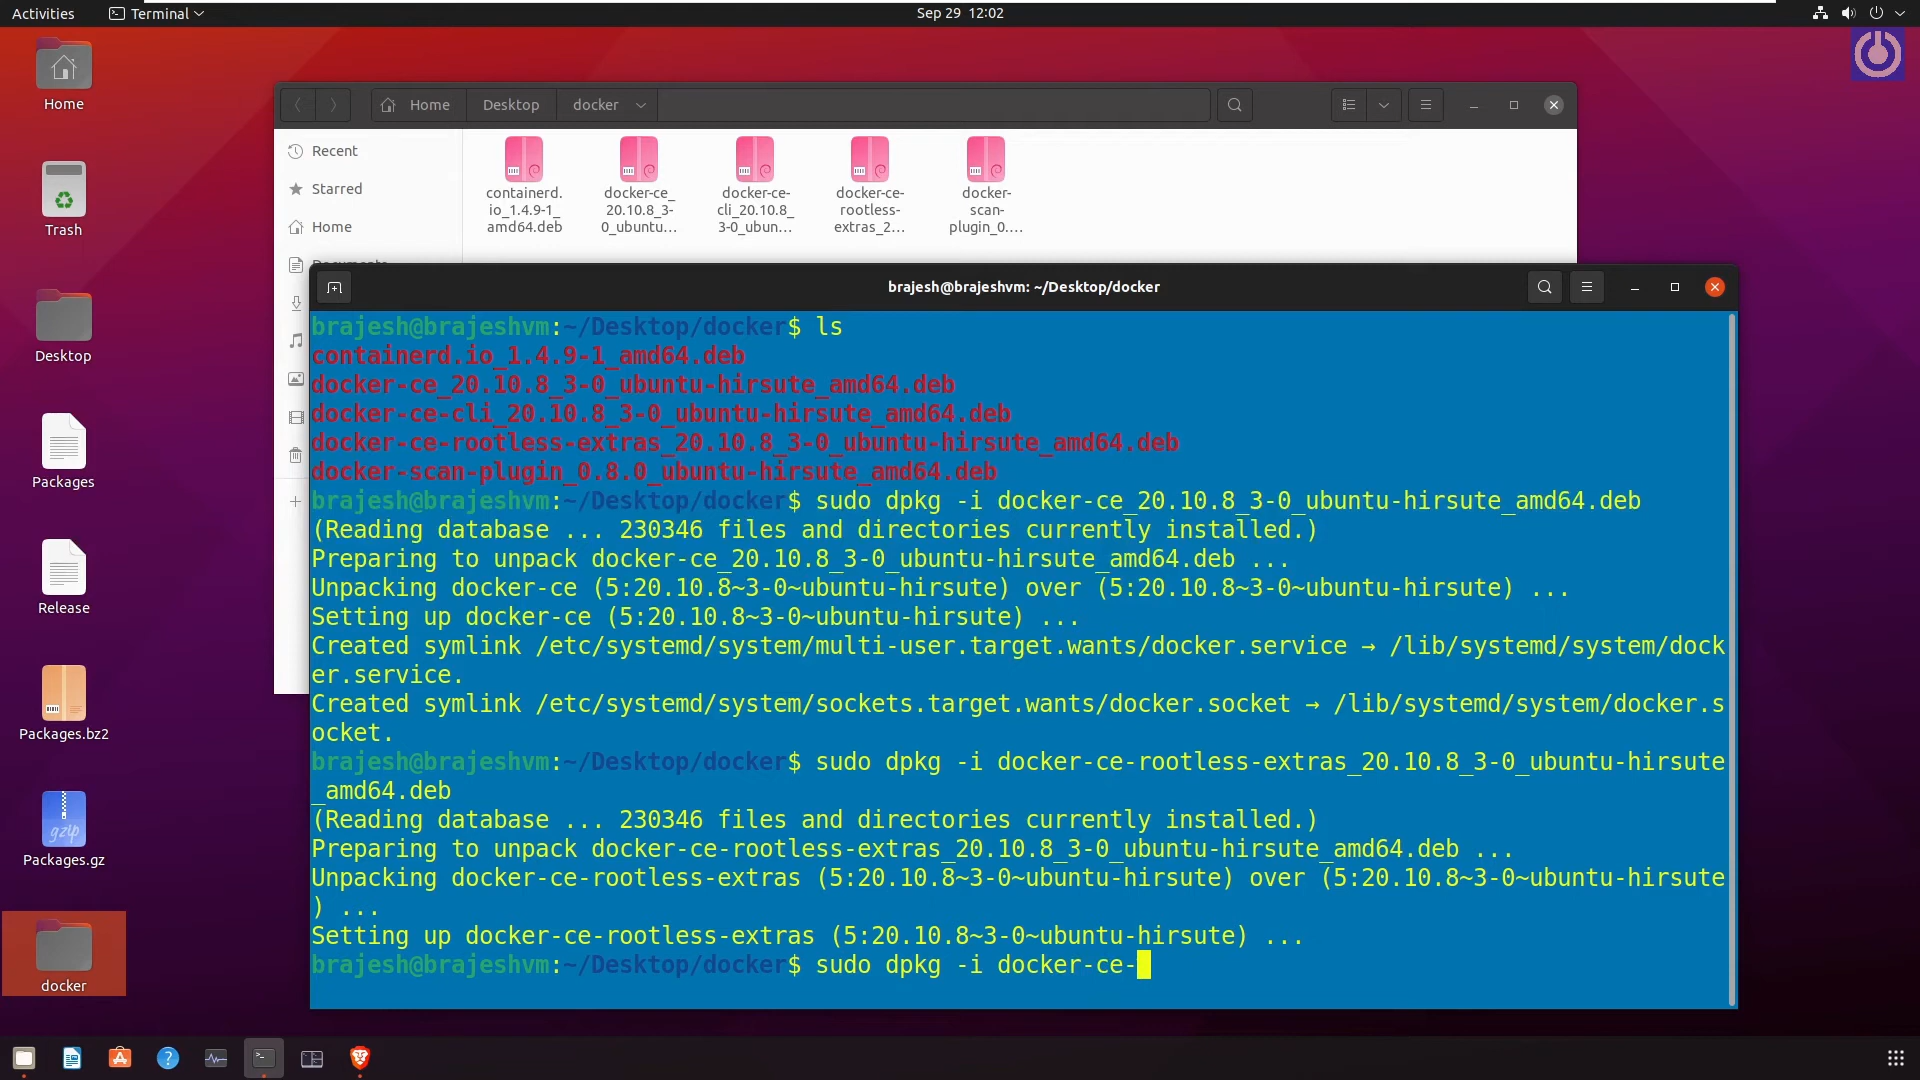 Activities
Terminal
Sep 29 12:02
Home
Trash
Desktop
Packages
Release
Packages.bz2
gzip
Packages.gz
docker
Home
Desktop
docker
Recent
Starred
Home
containerd.
io_1.4.9-1_
amd64.deb
docker-ce_
20.10.8_3-
0_ubuntu...
docker-ce-
cli_20.10.8_
3-0_ubun...
docker-ce-
rootless-
extras_2...
docker-
scan-
plugin_0....
brajesh@brajeshvm: ~/Desktop/docker
brajesh@brajeshvm:~/Desktop/docker$ ls
containerd.io_1.4.9-1_amd64.deb
docker-ce_20.10.8_3-0_ubuntu-hirsute_amd64.deb
docker-ce-cli_20.10.8_3-0_ubuntu-hirsute_amd64.deb
docker-ce-rootless-extras_20.10.8_3-0_ubuntu-hirsute_amd64.deb
docker-scan-plugin_0.8.0_ubuntu-hirsute_amd64.deb
brajesh@brajeshvm:~/Desktop/docker$ sudo dpkg -i docker-ce_20.10.8_3-0_ubuntu-hirsute_amd64.deb
(Reading database ... 230346 files and directories currently installed.)
Preparing to unpack docker-ce_20.10.8_3-0_ubuntu-hirsute_amd64.deb ...
Unpacking docker-ce (5:20.10.8~3-0~ubuntu-hirsute) over (5:20.10.8~3-0~ubuntu-hirsute) ...
Setting up docker-ce (5:20.10.8~3-0~ubuntu-hirsute) ...
Created symlink /etc/systemd/system/multi-user.target.wants/docker.service → /lib/systemd/system/dock
er.service.
Created symlink /etc/systemd/system/sockets.target.wants/docker.socket → /lib/systemd/system/docker.s
ocket.
brajesh@brajeshvm:~/Desktop/docker$ sudo dpkg -i docker-ce-rootless-extras_20.10.8_3-0_ubuntu-hirsute
_amd64.deb
(Reading database ... 230346 files and directories currently installed.)
Preparing to unpack docker-ce-rootless-extras_20.10.8_3-0_ubuntu-hirsute_amd64.deb ...
Unpacking docker-ce-rootless-extras (5:20.10.8~3-0~ubuntu-hirsute) over (5:20.10.8~3-0~ubuntu-hirsute
) ...
Setting up docker-ce-rootless-extras (5:20.10.8~3-0~ubuntu-hirsute) ...
brajesh@brajeshvm:~/Desktop/docker$ sudo dpkg -i docker-ce-